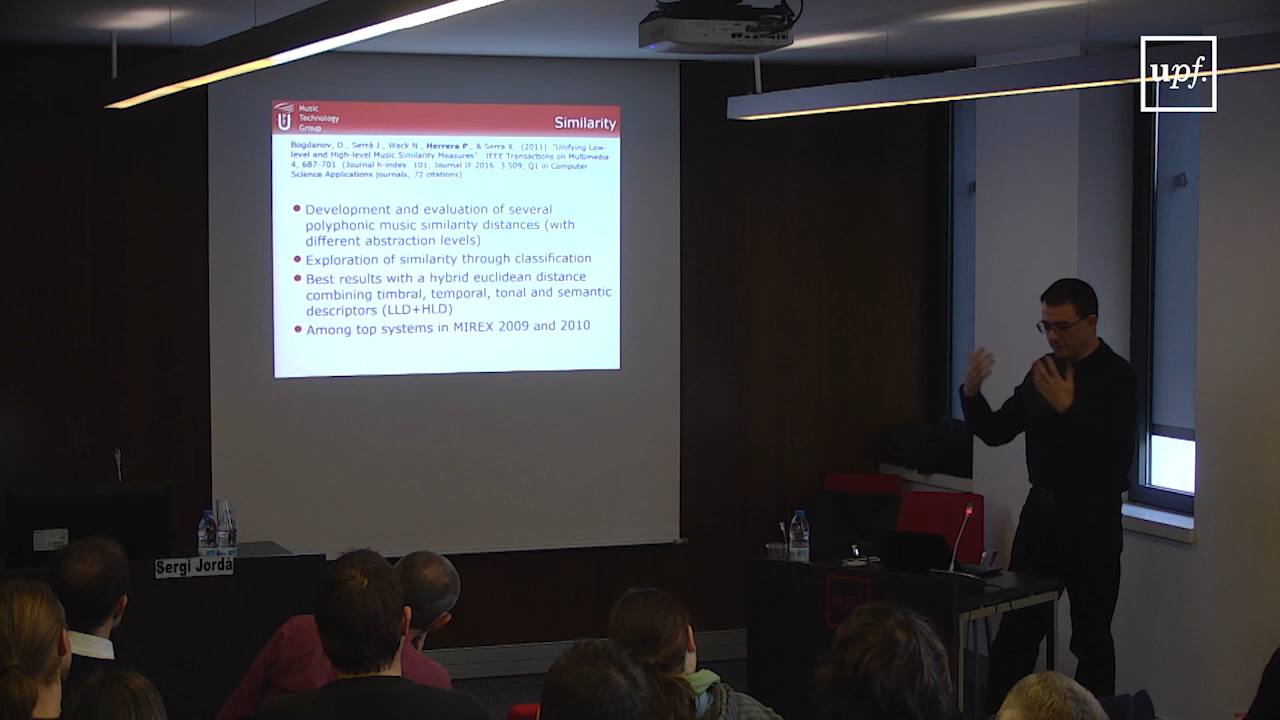 upf.
Music
Technology
Group
Similarity
Bogdanov, D., Serrà J., Wack N., Herrera P., & Serra X. (2011) "Unifying Low-
level and High-level Music Similarity Measures" IEEE Transactions on Multimedia
4, 687-701 (Journal h-index 101; Journal IF 2016 3 509; Q1 in Computer
Science Applications journals, 72 citations)
Development and evaluation of several
polyphonic music similarity distances (with
different abstraction levels)
Exploration of similarity through classification
Best results with a hybrid euclidean distance
combining timbral, temporal, tonal and semantic
descriptors (LLD+HLD)
Among top systems in MIREX 2009 and 2010
Sergi Jordà